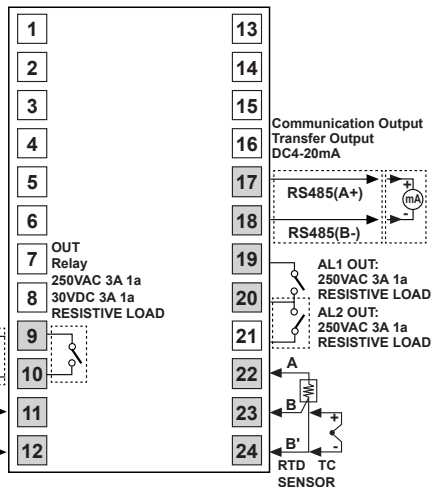 1
2
3
4
5
6
7
8
9
10
11
12
OUT
Relay
250VAC 3A 1a
30VDC 3A 1a
RESISTIVE LOAD
13
14
15
16
17
18
19
20
21
22
23
24
Communication Output
Transfer Output
DC4-20mA
RS485(A+)
RS485(B-)
+
mA
-
AL1 OUT:
250VAC 3A 1a
RESISTIVE LOAD
AL2 OUT:
250VAC 3A 1a
RESISTIVE LOAD
A
B
B'
+
-
RTD TC
SENSOR